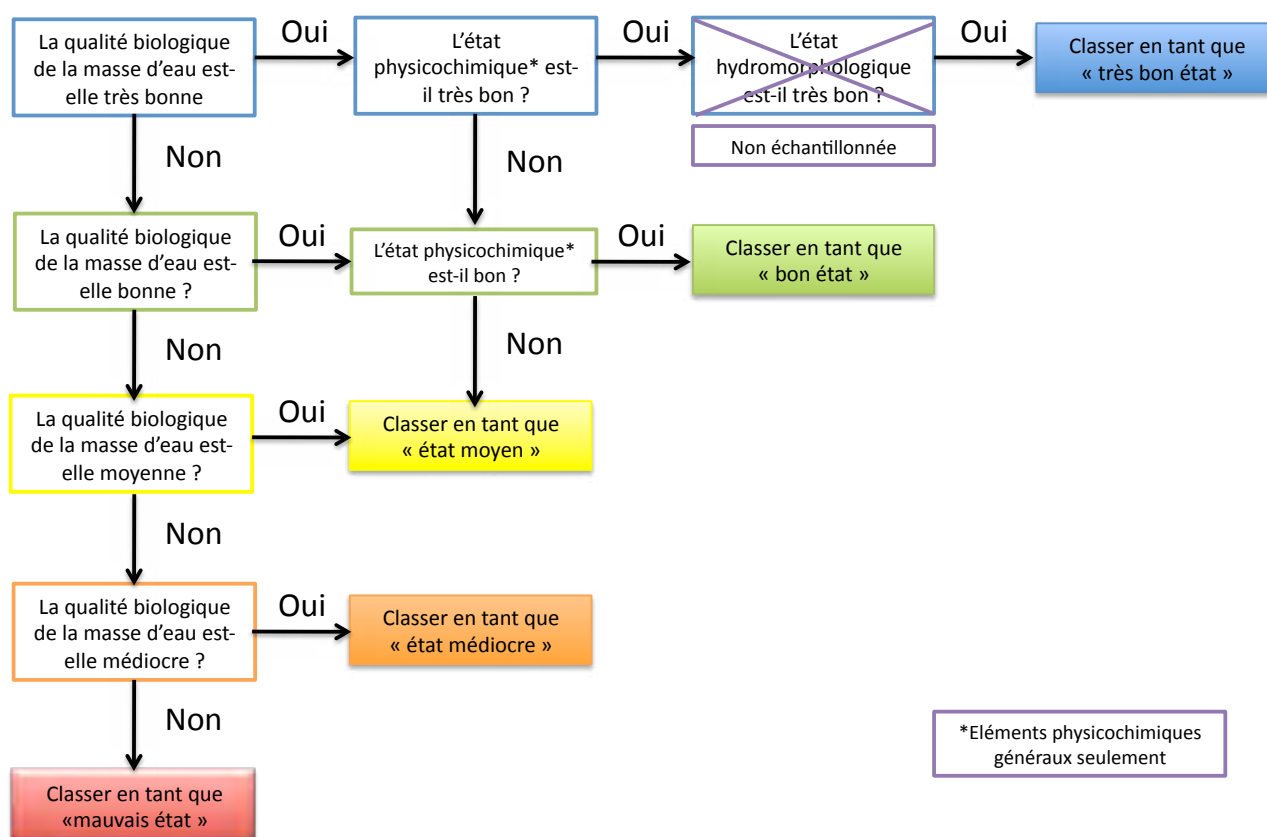 La qualité biologique
de la masse d'eau est-
elle très bonne
Oui
L'état
physicochimique* est-
il très bon ?
Oui
L'état
hydromorphologique
est-il très bon ?
Oui
Classer en tant que
« très bon état »
Non échantillonnée
Non
Non
La qualité biologique
de la masse d'eau est-
elle bonne ?
Oui
L'état physicochimique*
est-il bon ?
Oui
Classer en tant que
« bon état »
Non
Non
La qualité biologique
de la masse d'eau est-
elle moyenne ?
Oui
Classer en tant que
« état moyen »
Non
La qualité biologique
de la masse d'eau est-
elle médiocre ?
Oui
Classer en tant que
« état médiocre »
Non
Classer en tant que
«mauvais état »
*Eléments physicochimiques
généraux seulement